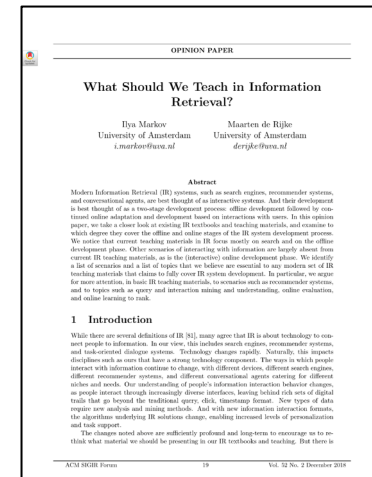 OPINION PAPER
What Should We Teach in Information
Retrieval?
Ilya Markov
University of Amsterdam
i.markov@uva.nl
Maarten de Rijke
University of Amsterdam
derijke@uva.nl
Abstract
Modern Information Retrieval (IR) systems, such as search engines, recommender systems,
and conversational agents, are best thought of as interactive systems. And their development
is best thought of as a two-stage development process: offline development followed by con-
tinued online adaptation and development based on interactions with users. In this opinion
paper, we take a closer look at existing IR textbooks and teaching materials, and examine to
which degree they cover the offline and online stages of the IR system development process.
We notice that current teaching materials in IR focus mostly on search and on the offline
development phase. Other scenarios of interacting with information are largely absent from
current IR teaching materials, as is the (interactive) online development phase. We identify
a list of scenarios and a list of topics that we believe are essential to any modern set of IR
teaching materials that claims to fully cover IR system development. In particular, we argue
for more attention, in basic IR teaching materials, to scenarios such as recommender systems,
and to topics such as query and interaction mining and understanding, online evaluation,
and online learning to rank.
1 Introduction
While there are several definitions of IR [81], many agree that IR is about technology to con-
nect people to information. In our view, this includes search engines, recommender systems,
and task-oriented dialogue systems. Technology changes rapidly. Naturally, this impacts
disciplines such as ours that have a strong technology component. The ways in which people
interact with information continue to change, with different devices, different search engines,
different recommender systems, and different conversational agents catering for different
niches and needs. Our understanding of people's information interaction behavior changes,
as people interact through increasingly diverse interfaces, leaving behind rich sets of digital
trails that go beyond the traditional query, click, timestamp format. New types of data
require new analysis and mining methods. And with new information interaction formats,
the algorithms underlying IR solutions change, enabling increased levels of personalization
and task support.
The changes noted above are sufficiently profound and long-term to encourage us to re-
think what material we should be presenting in our IR textbooks and teaching. But there is
ACM SIGIR Forum 19 Vol. 52 No. 2 December 2018